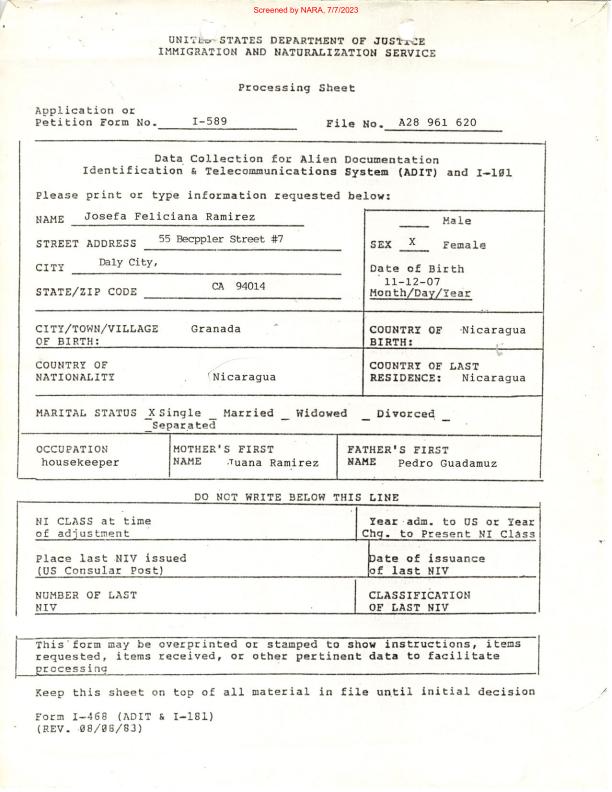 Screened by NARA, 7/7/2023
UNITED STATES DEPARTMENT OF JUSTICE
IMMIGRATION AND NATURALIZATION SERVICE
Processing Sheet
Application or
Petition Form No. I-589 File No. A28 961 620
Data Collection for Alien Documentation
Identification & Telecommunications System (ADIT) and I-181
Please print or type information requested below:
NAME Josefa Feliciana Ramirez
___ Male
STREET ADDRESS 55 Becppler Street #7
SEX X Female
CITY Daly City,
Date of Birth
11-12-07
STATE/ZIP CODE CA 94014
Month/Day/Year
CITY/TOWN/VILLAGE Granada COUNTRY OF Nicaragua
OF BIRTH: BIRTH:
COUNTRY OF COUNTRY OF LAST
NATIONALITY Nicaragua RESIDENCE: Nicaragua
MARITAL STATUS X Single _ Married _ Widowed _ Divorced _
_Separated
OCCUPATION MOTHER'S FIRST FATHER'S FIRST
housekeeper NAME Juana Ramirez NAME Pedro Guadamuz
DO NOT WRITE BELOW THIS LINE
NI CLASS at time Year adm. to US or Year
of adjustment Chg. to Present NI Class
Place last NIV issued Date of issuance
(US Consular Post) of last NIV
NUMBER OF LAST CLASSIFICATION
NIV OF LAST NIV
This form may be overprinted or stamped to show instructions, items
requested, items received, or other pertinent data to facilitate
processing
Keep this sheet on top of all material in file until initial decision
Form I-468 (ADIT & I-181)
(REV. 08/06/83)